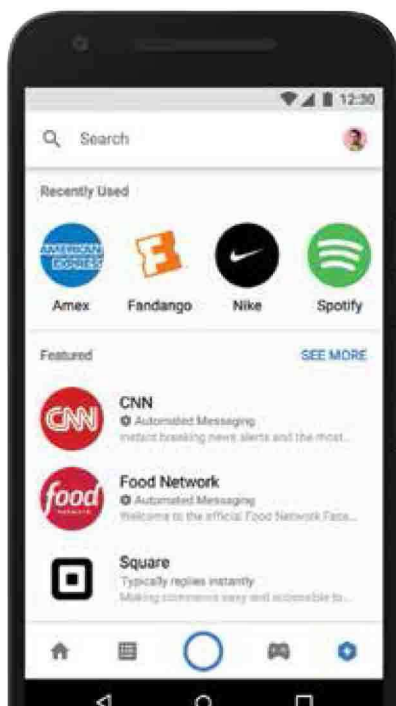 12:30
Search
Recently Used
AMERICAN
EXPRESS
Amex Fandango Nike Spotify
Featured SEE MORE
CNN
CNN
Automated Messaging
Instant breaking news alerts and the most...
food
NETWORK
Food Network
Automated Messaging
Welcome to the official Food Network Face...
Square
Typically replies instantly
Making commerce easy and accessible to...